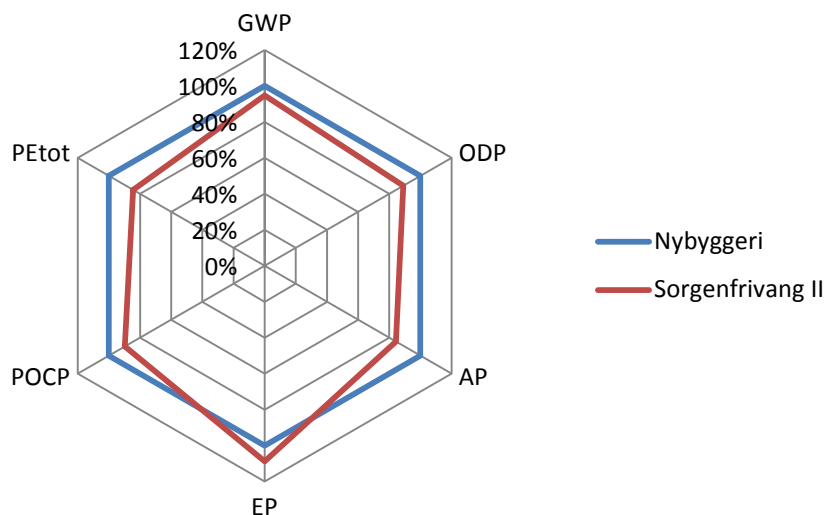 GWP
120%
100%
80%
60%
40%
20%
0%
PEtot
ODP
POCP
AP
EP
Nybyggeri
Sorgenfrivang II